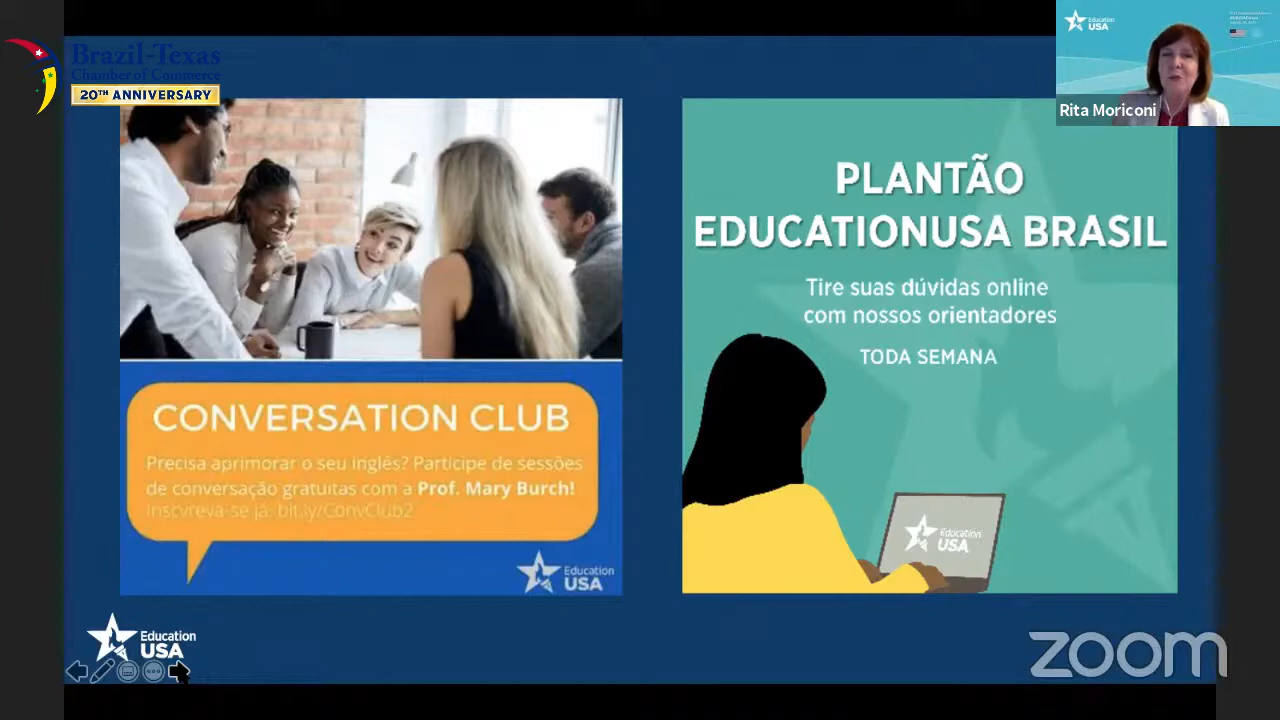 Brazil-Texas
Chamber of Commerce
20TH ANNIVERSARY
Education
USA
Rita Moriconi
CONVERSATION CLUB
Precisa aprimorar o seu inglês? Participe de sessões
de conversação gratuitas com a Prof. Mary Burch!
Inscreva-se já: bit.ly/ConvClub2
Education
USA
PLANTÃO
EDUCATIONUSA BRASIL
Tire suas dúvidas online
com nossos orientadores
TODA SEMANA
Education
USA
Education
USA
zoom